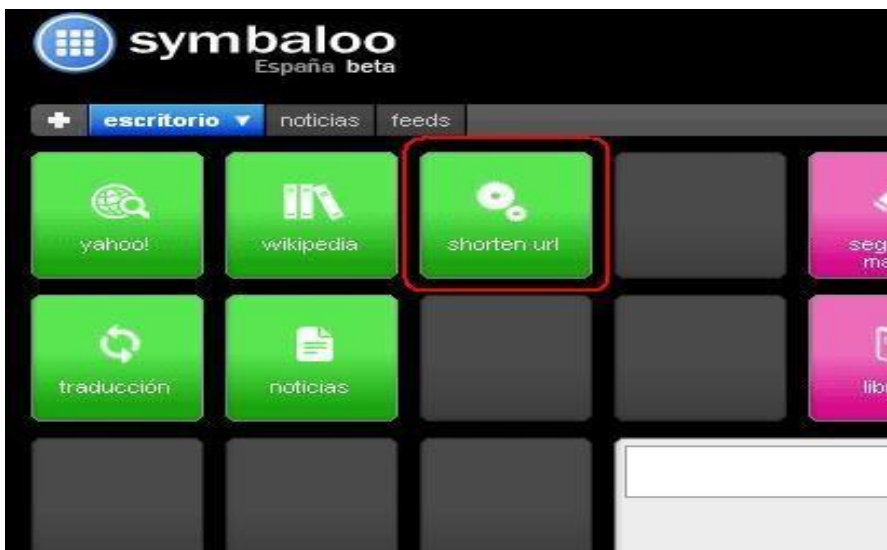 symbaloo
España beta
escritorio noticias feeds
yahoo! wikipedia shorten url
traducción noticias